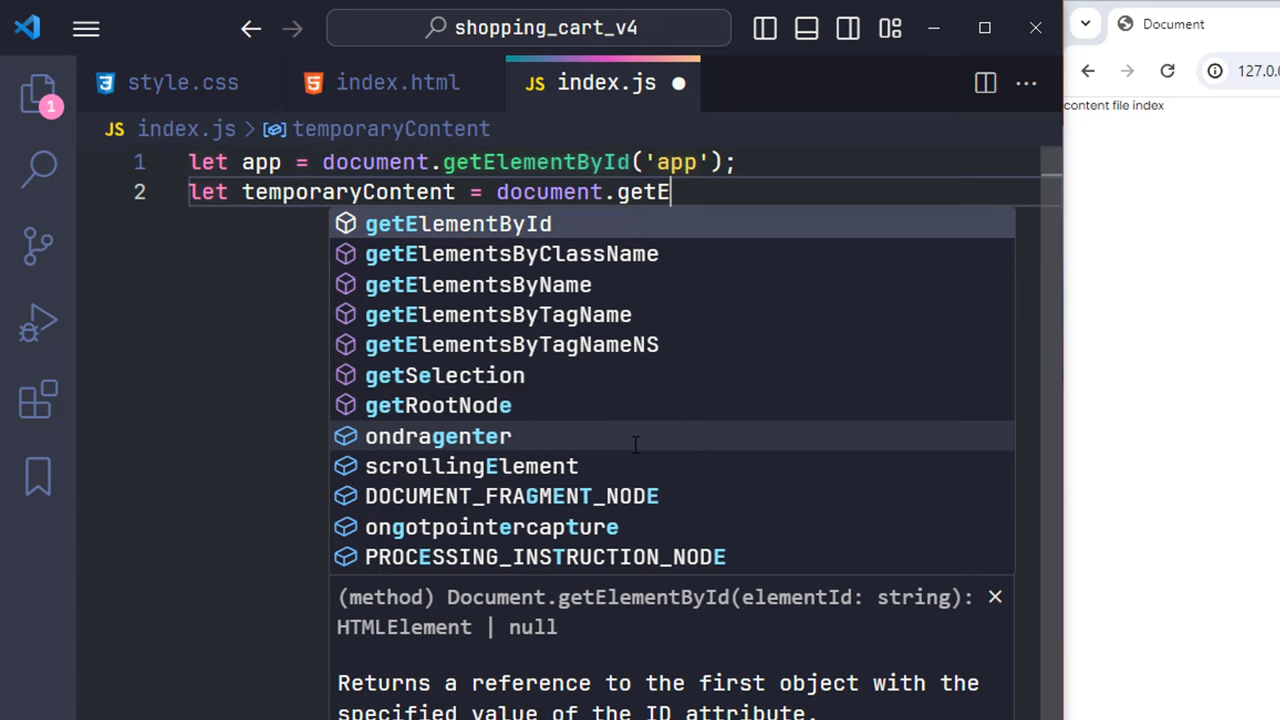 shopping_cart_v4
Document
style.css
index.html
JS index.js
127.0.0
1
JS index.js > temporaryContent
content file index
1 let app = document.getElementById('app');
2 let temporaryContent = document.getE
getElementById
getElementsByClassName
getElementsByName
getElementsByTagName
getElementsByTagNameNS
getSelection
getRootNode
ondragenter
scrollingElement
DOCUMENT_FRAGMENT_NODE
ongotpointercapture
PROCESSING_INSTRUCTION_NODE
(method) Document.getElementById(elementId: string):
HTMLElement | null
Returns a reference to the first object with the
specified value of the ID attribute.